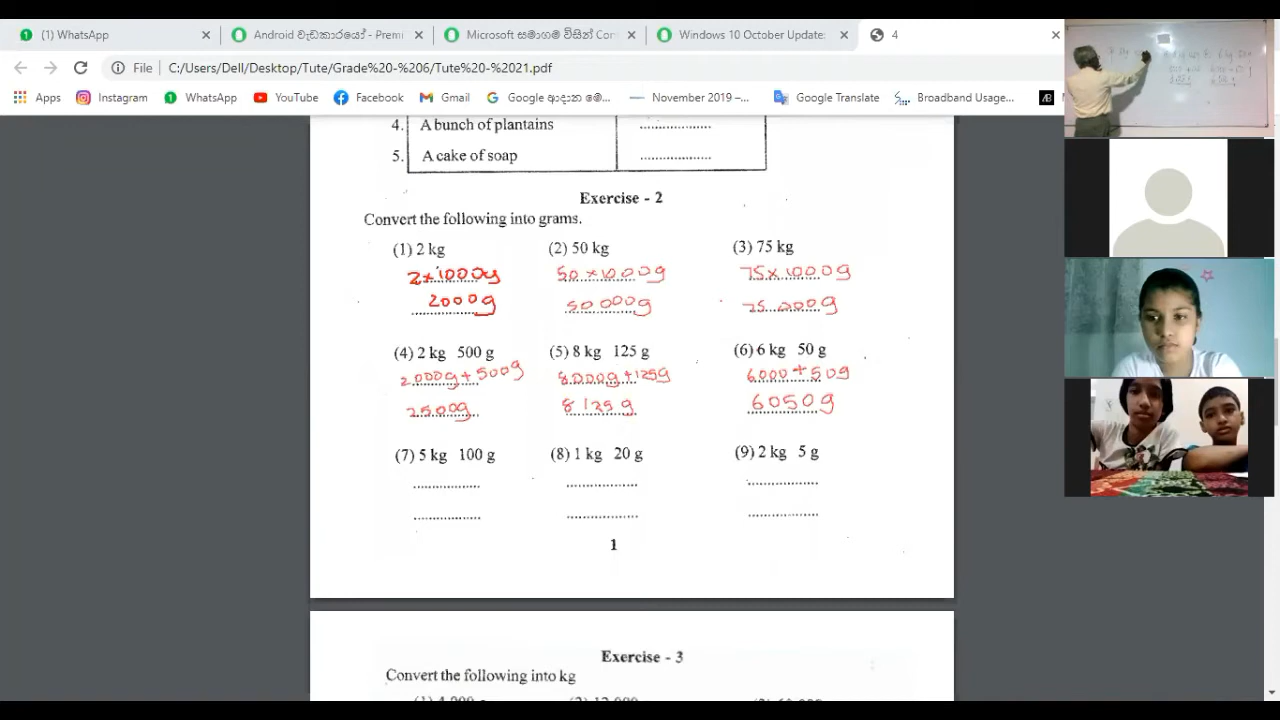 (1) WhatsApp
Android වැඩකාරයෝ - Premi
Microsoft සමාගම විසින් Con
Windows 10 October Update:
4
File C:/Users/Dell/Desktop/Tute/Grade%20-%206/Tute%20-%2021.pdf
Apps Instagram WhatsApp YouTube Facebook Gmail Google ආදාන මෙ... November 2019 –... Google Translate Broadband Usage...
4. A bunch of plantains ..................
5. A cake of soap ..................
Exercise - 2
Convert the following into grams.
(1) 2 kg (2) 50 kg (3) 75 kg
2×1000g 50×1000g 75×1000g
2000g 50000g 75000g
(4) 2 kg 500 g (5) 8 kg 125 g (6) 6 kg 50 g
2000g+500g 8000g+125g 6000+50g
2500g 8125g 6050g
(7) 5 kg 100 g (8) 1 kg 20 g (9) 2 kg 5 g
1
Exercise - 3
Convert the following into kg